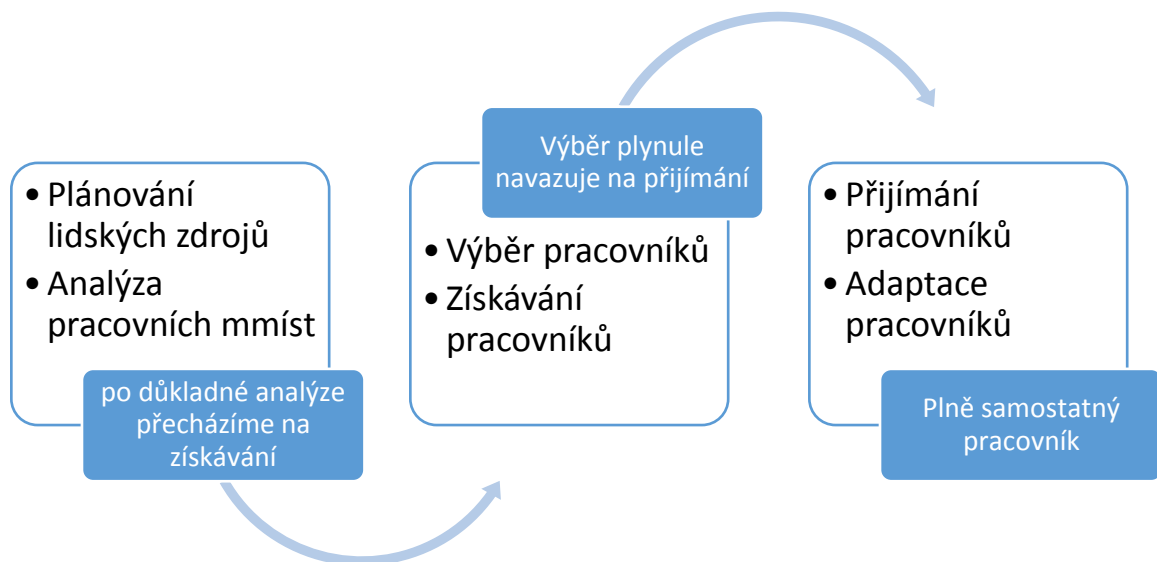 • Plánování
lidských zdrojů
• Analýza
pracovních mmíst
po důkladné analýze
přecházíme na
získávání
Výběr plynule
navazuje na přijímání
• Výběr pracovníků
• Získávání
pracovníků
• Přijímání
pracovníků
• Adaptace
pracovníků
Plně samostatný
pracovník